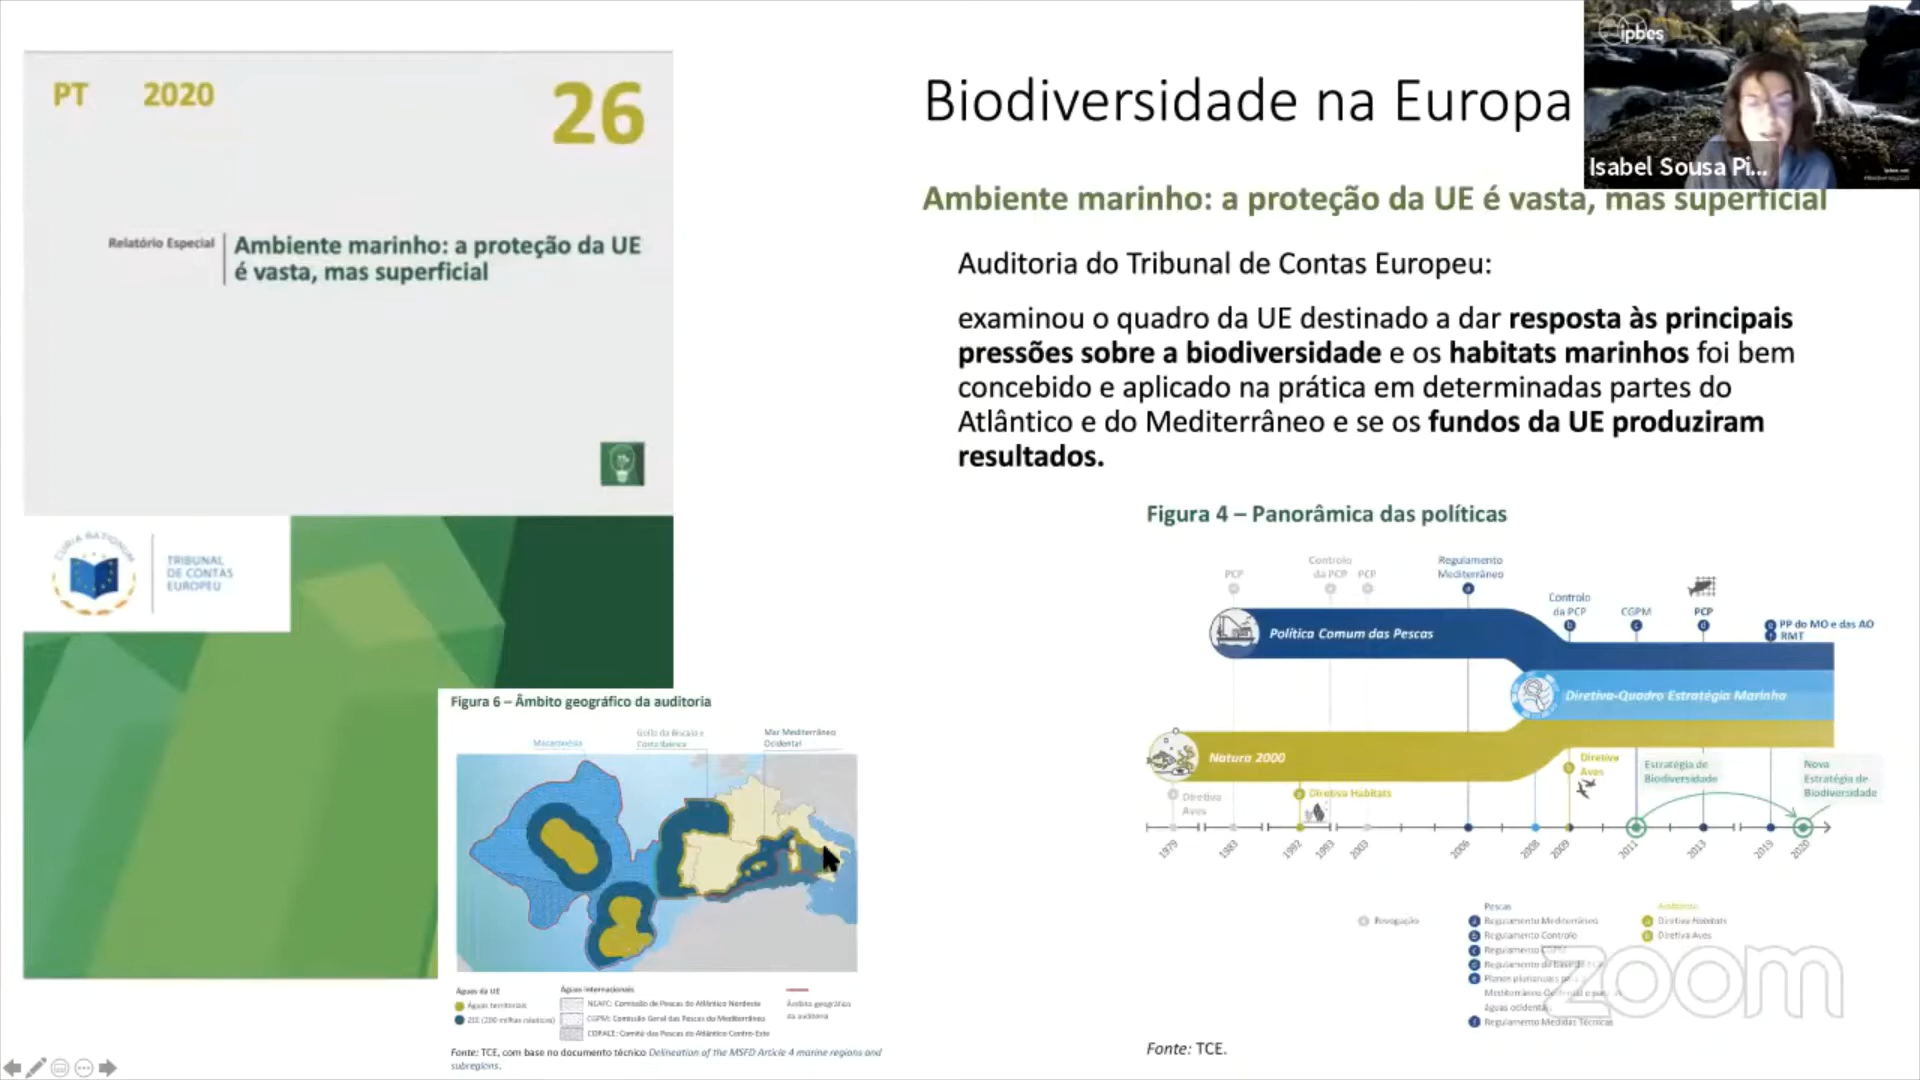 PT 2020 26
Relatório Especial
Ambiente marinho: a proteção da UE
é vasta, mas superficial
CURIA RATIONUM
TRIBUNAL
DE CONTAS
EUROPEU
Biodiversidade na Europa
ipbes
Isabel Sousa Pi...
Ambiente marinho: a proteção da UE é vasta, mas superficial
Auditoria do Tribunal de Contas Europeu:
examinou o quadro da UE destinado a dar resposta às principais
pressões sobre a biodiversidade e os habitats marinhos foi bem
concebido e aplicado na prática em determinadas partes do
Atlântico e do Mediterrâneo e se os fundos da UE produziram
resultados.
Figura 4 – Panorâmica das políticas
PCP
Controlo
da PCP
PCP
Regulamento
Mediterrâneo
Controlo
da PCP
CGPM
PCP
PP do MO e das AO
RMT
Política Comum das Pescas
Diretiva-Quadro Estratégia Marinha
Natura 2000
Diretiva
Aves
Diretiva Habitats
Diretiva
Aves
Estratégia de
Biodiversidade
Nova
Estratégia de
Biodiversidade
1979 1983 1992 1993 2003 2006 2008 2009 2011 2013 2019 2020
Revogação
Pescas
Regulamento Mediterrâneo
Regulamento Controlo
Regulamento CGPM
Regulamento de base da PCP
Planos plurianuais para o
Mediterrâneo Ocidental e para as
águas ocidentais
Regulamento Medidas Técnicas
Ambiente
Diretiva Habitats
Diretiva Aves
zoom
Fonte: TCE.
Figura 6 – Âmbito geográfico da auditoria
Macaronésia
Golfo da Biscaia e
Costa Ibérica
Mar Mediterrâneo
Ocidental
Águas da UE
Águas territoriais
ZEE (200 milhas náuticas)
Águas internacionais
NEAFC: Comissão de Pescas do Atlântico Nordeste
CGPM: Comissão Geral das Pescas do Mediterrâneo
COPACE: Comité das Pescas do Atlântico Centro-Este
Âmbito geográfico
da auditoria
Fonte: TCE, com base no documento técnico Delineation of the MSFD Article 4 marine regions and
subregions.